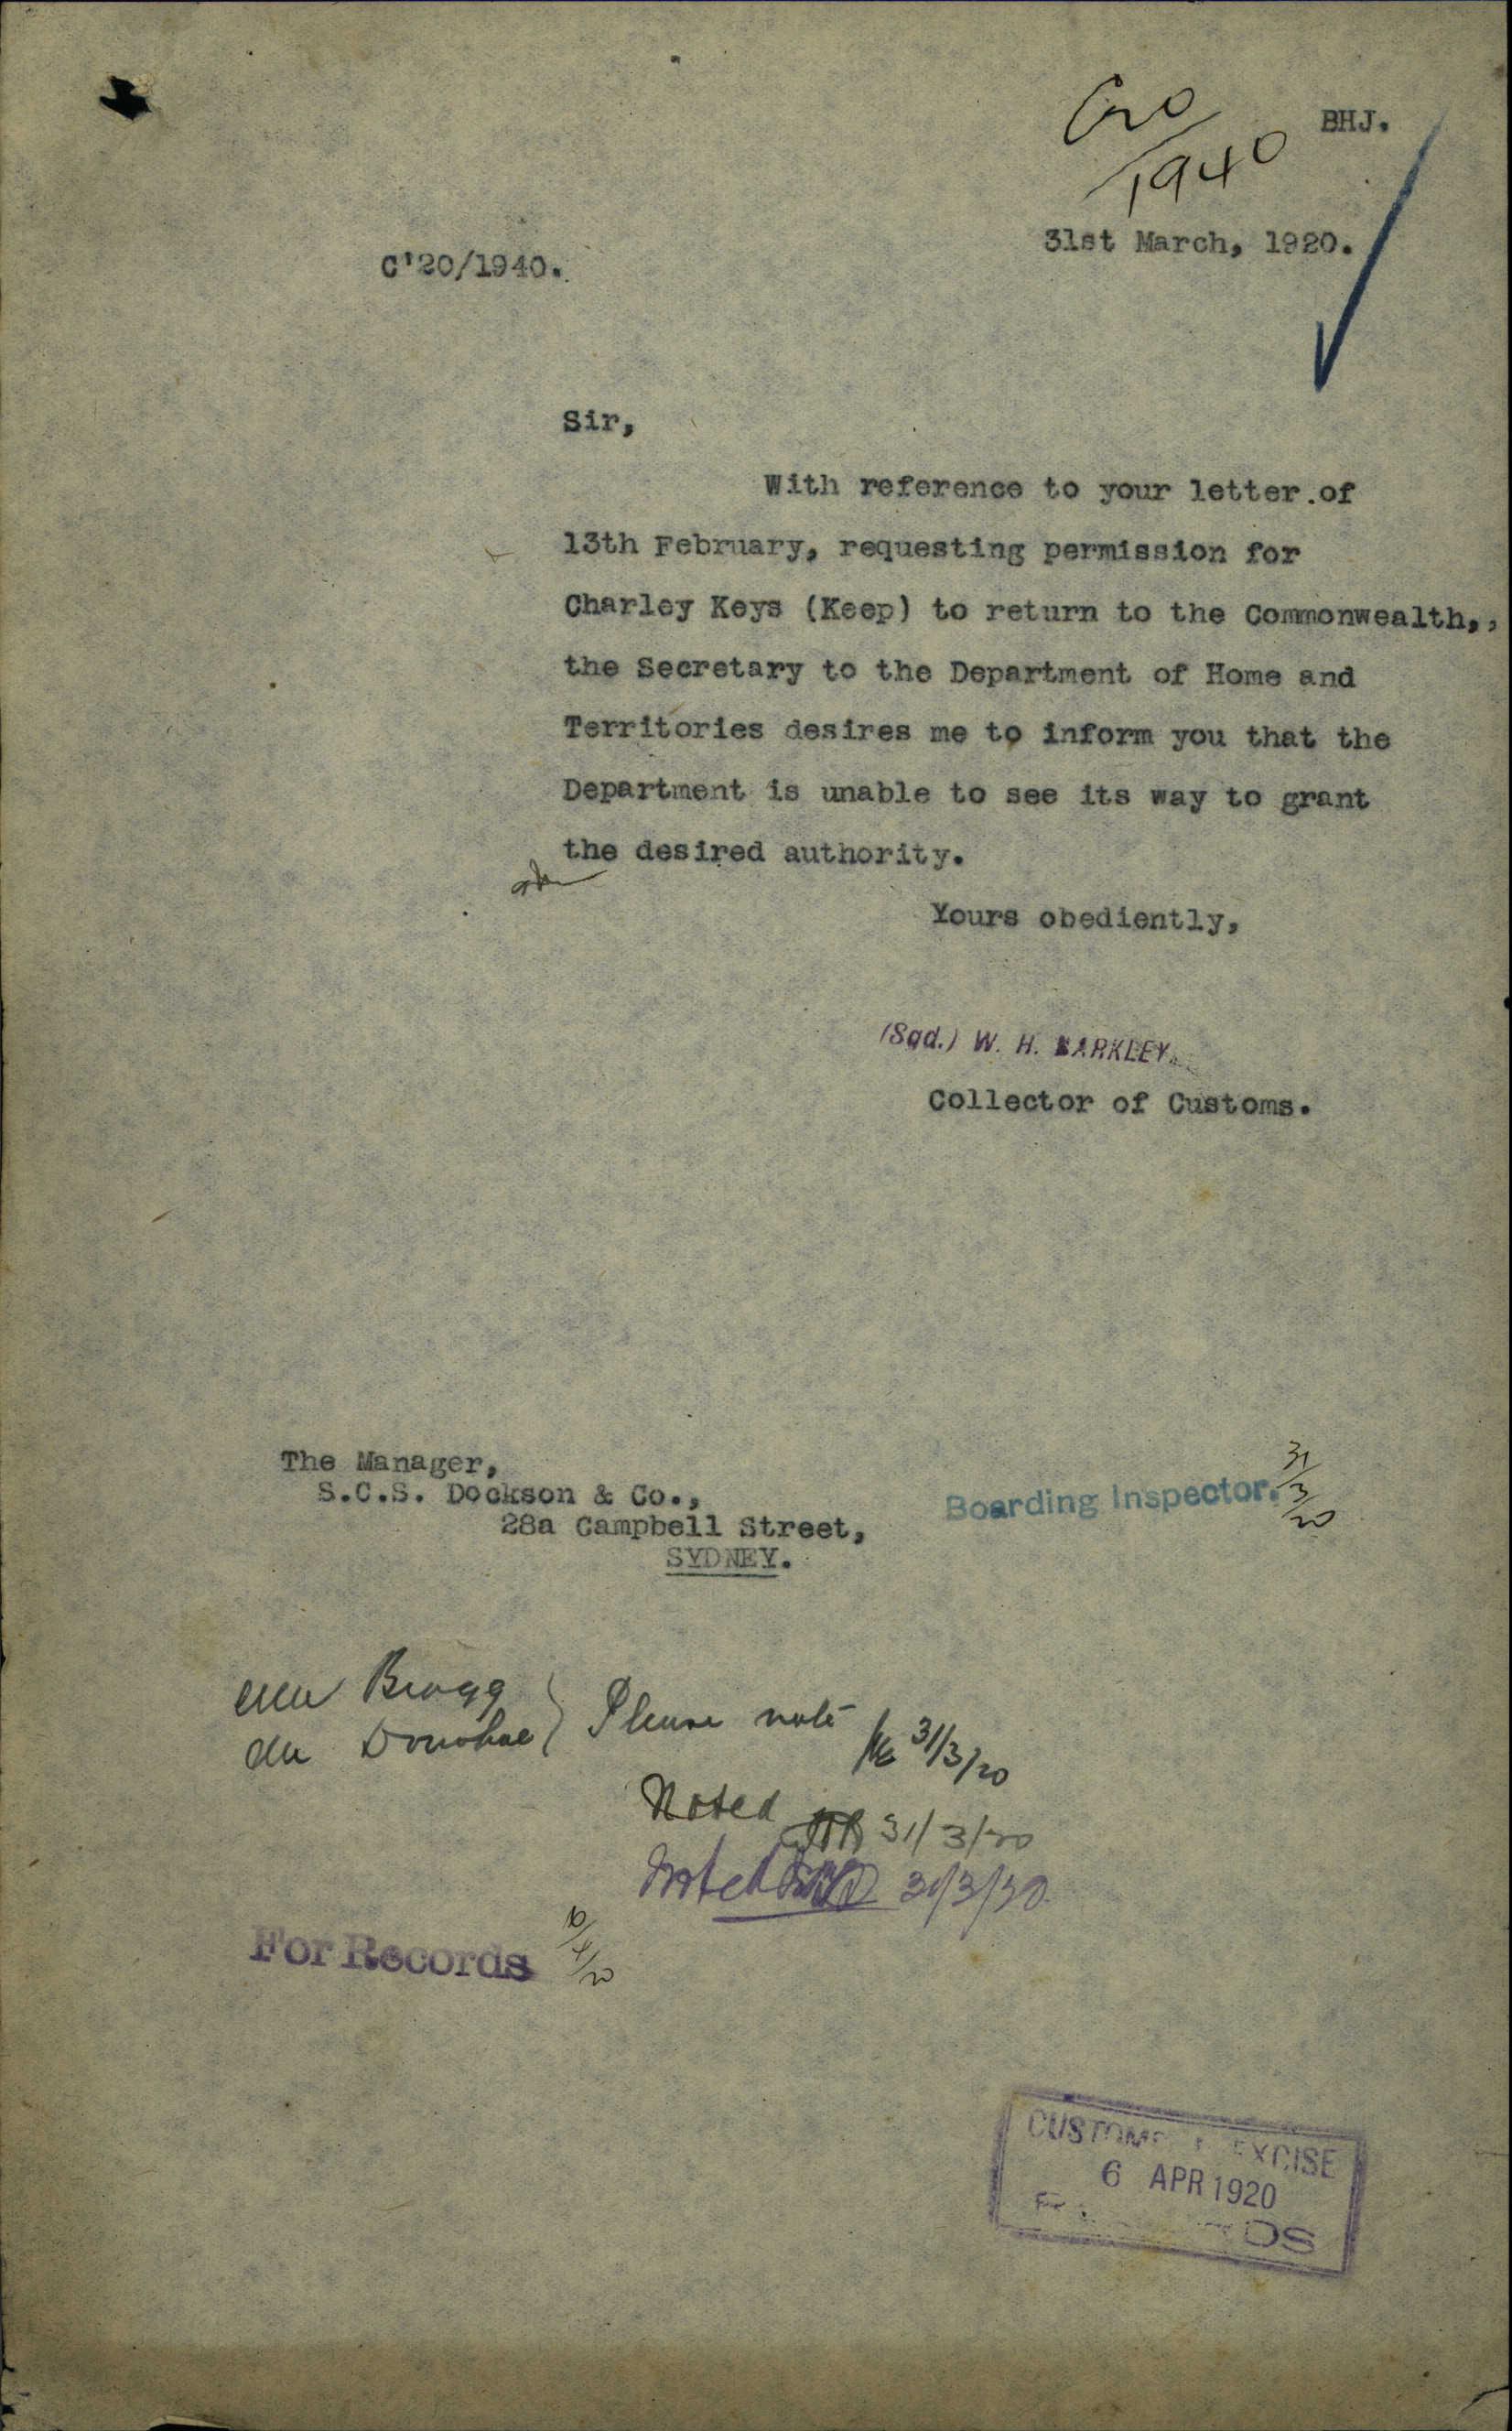 C20
1940
BHJ.
31st March, 1920.
C'20/1940.
Sir,
With reference to your letter.of
13th February, requesting permission for
Charley Keys (Keep) to return to the Commonwealth,,
the Secretary to the Department of Home and
Territories desires me to inform you that the
Department is unable to see its way to grant
the desired authority.
Yours obediently,
(Sgd.) W. H. BARKLEY.
Collector of Customs.
The Manager,
S.C.S. Dockson & Co.,
28a Campbell Street,
SYDNEY.
Boarding Inspector.
31/3/20
Bragg
Donohoe } Please note
31/3/20
Noted 31/3/20
Noted 31/3/20
For Records
6/4/20
CUSTOMS & EXCISE
6 APR 1920
RECORDS